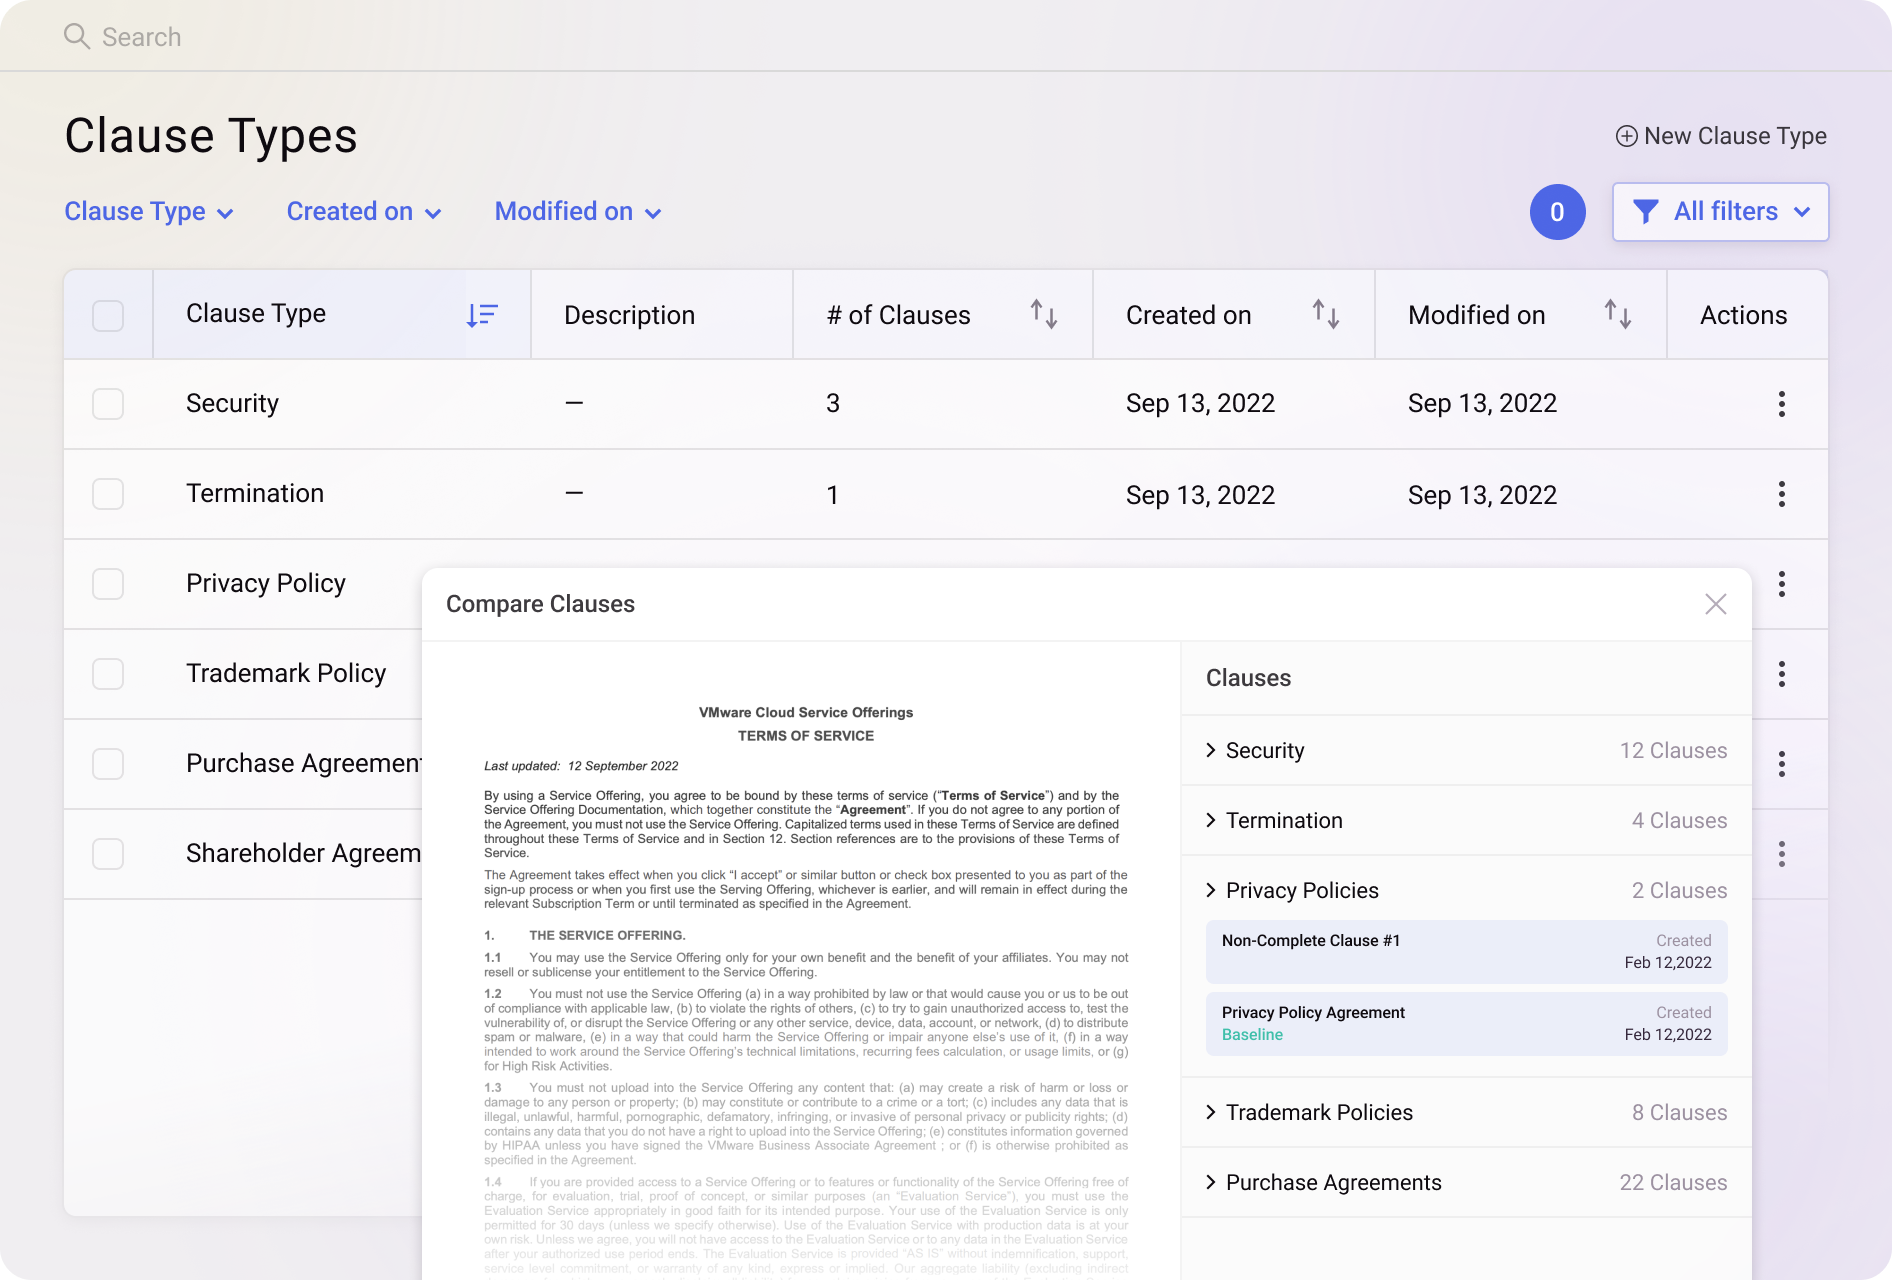 Search
Clause Types
New Clause Type
Clause Type
Created on
Modified on
0
All filters
Clause Type
Description
# of Clauses
Created on
Modified on
Actions
Security
—
3
Sep 13, 2022
Sep 13, 2022
Termination
—
1
Sep 13, 2022
Sep 13, 2022
Privacy Policy
Trademark Policy
Purchase Agreement
Shareholder Agreem
Compare Clauses
VMware Cloud Service Offerings
TERMS OF SERVICE
Last updated: 12 September 2022
By using a Service Offering, you agree to be bound by these terms of service (“Terms of Service”) and by the
Service Offering Documentation, which together constitute the “Agreement”. If you do not agree to any portion of
the Agreement, you must not use the Service Offering. Capitalized terms used in these Terms of Service are defined
throughout these Terms of Service and in Section 12. Section references are to the provisions of these Terms of
Service.
The Agreement takes effect when you click “I accept” or similar button or check box presented to you as part of the
sign-up process or when you first use the Serving Offering, whichever is earlier, and will remain in effect during the
relevant Subscription Term or until terminated as specified in the Agreement.
1. THE SERVICE OFFERING.
1.1 You may use the Service Offering only for your own benefit and the benefit of your affiliates. You may not
resell or sublicense your entitlement to the Service Offering.
1.2 You must not use the Service Offering (a) in a way prohibited by law or that would cause you or us to be out
of compliance with applicable law, (b) to violate the rights of others, (c) to try to gain unauthorized access to, test the
vulnerability of, or disrupt the Service Offering or any other service, device, data, account, or network, (d) to distribute
spam or malware, (e) in a way that could harm the Service Offering or impair anyone else’s use of it, (f) in a way
intended to work around the Service Offering’s technical limitations, recurring fees calculation, or usage limits, or (g)
for High Risk Activities.
1.3 You must not upload into the Service Offering any content that: (a) may create a risk of harm or loss or
damage to any person or property; (b) may constitute or contribute to a crime or a tort; (c) includes any data that is
illegal, unlawful, harmful, pornographic, defamatory, infringing, or invasive of personal privacy or publicity rights; (d)
contains any data that you do not have a right to upload into the Service Offering; (e) constitutes information governed
by HIPAA unless you have signed the VMware Business Associate Agreement ; or (f) is otherwise prohibited as
specified in the Agreement.
1.4 If you are provided access to a Service Offering or to features or functionality of the Service Offering free of
charge, for evaluation, trial, proof of concept, or similar purposes (an “Evaluation Service”), you must use the
Evaluation Service appropriately in good faith for its intended purpose. Your use of the Evaluation Service is only
permitted for 30 days (unless we specify otherwise). Use of the Evaluation Service with production data is at your
own risk. Unless we agree, you will not have access to the Evaluation Service or to any data in the Evaluation Service
after your authorized use period ends. The Evaluation Service is provided “AS IS” without indemnification, support,
service level commitment, or warranty of any kind, express or implied. Our aggregate liability (excluding indirect
Clauses
Security
12 Clauses
Termination
4 Clauses
Privacy Policies
2 Clauses
Non-Complete Clause #1
Created
Feb 12,2022
Privacy Policy Agreement
Created
Baseline
Feb 12,2022
Trademark Policies
8 Clauses
Purchase Agreements
22 Clauses